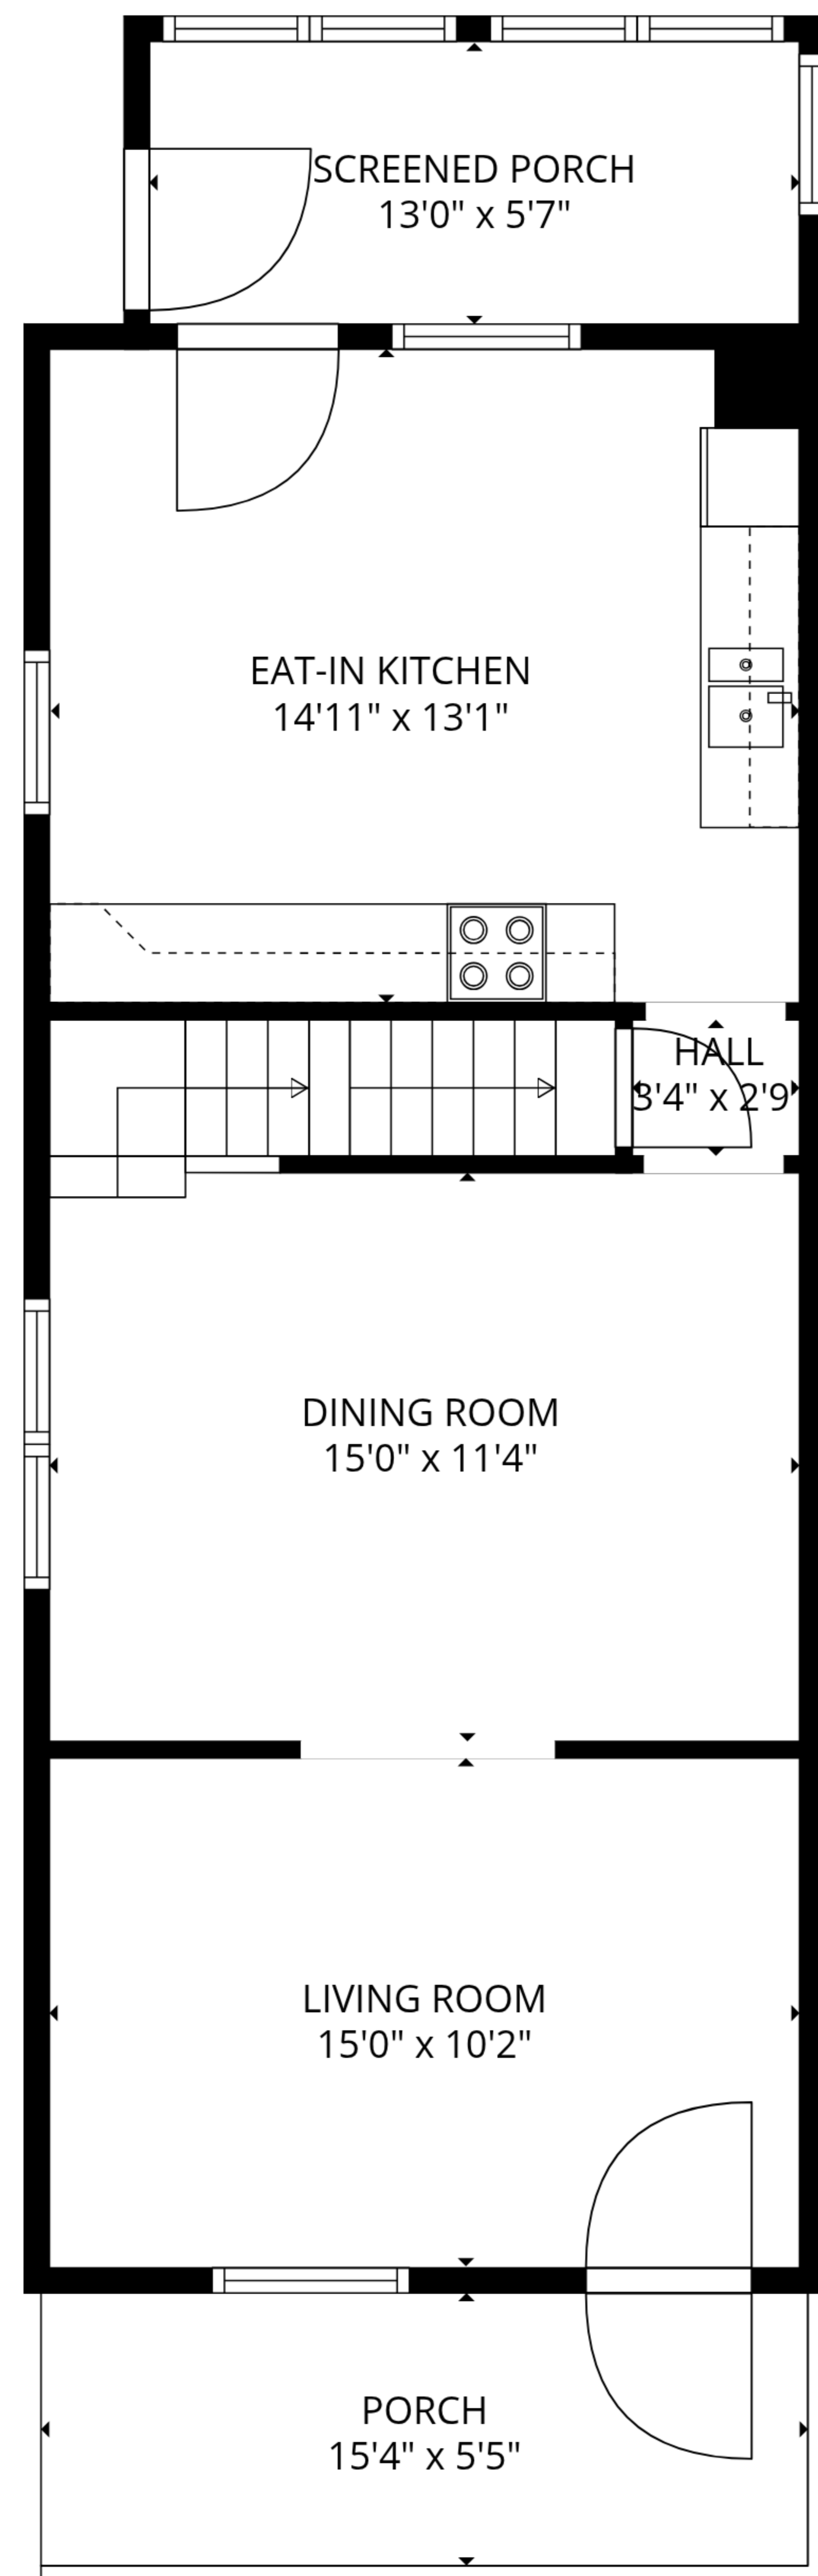 SCREENED PORCH
13'0" x 5'7"
EAT-IN KITCHEN
14'11" x 13'1"
HALL
3'4" x 2'9
DINING ROOM
15'0" x 11'4"
LIVING ROOM
15'0" x 10'2"
PORCH
15'4" x 5'5"